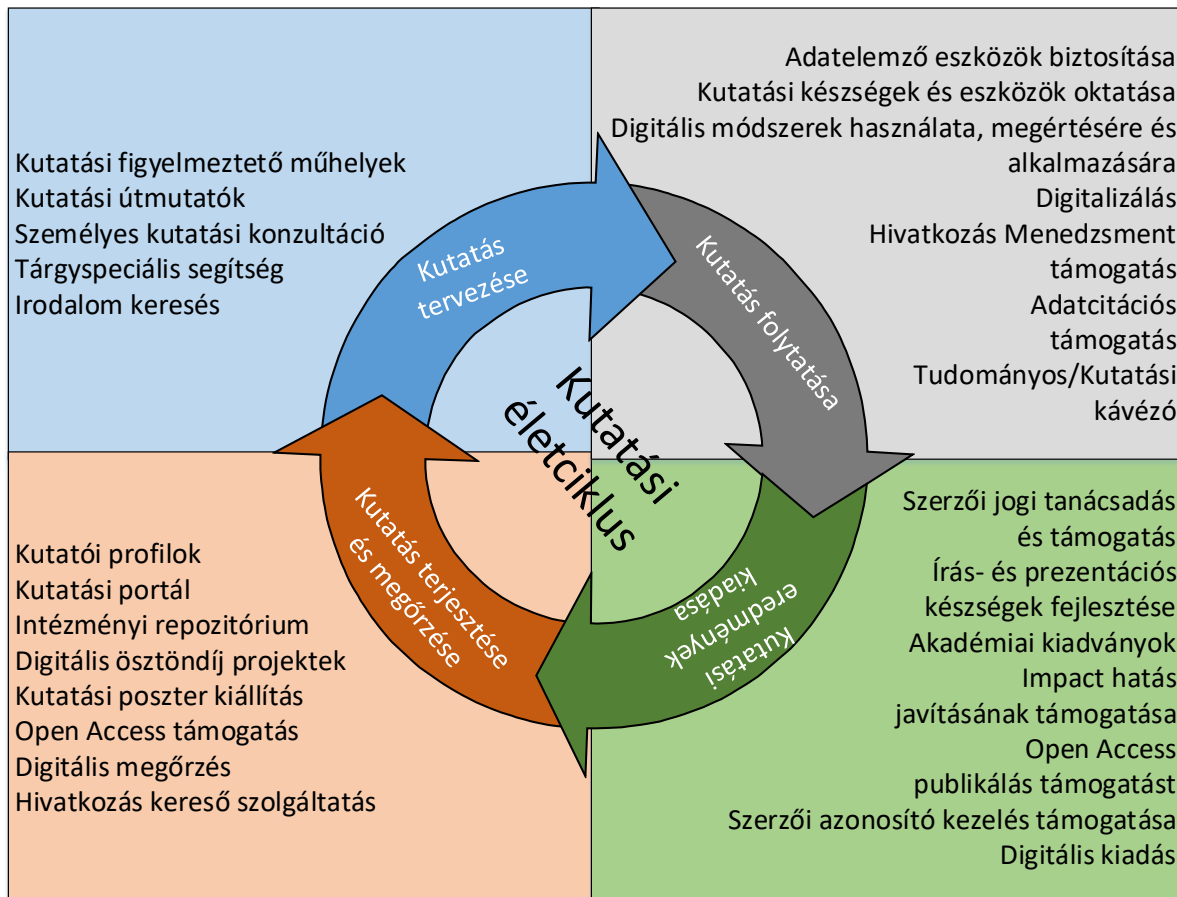 Kutatási figyelmeztető műhelyek
Kutatási útmutatók
Személyes kutatási konzultáció
Tárgyspeciális segítség
Irodalom keresés
Adatelemző eszközök biztosítása
Kutatási készségek és eszközök oktatása
Digitális módszerek használata, megértésére és
alkalmazására
Digitalizálás
Hivatkozás Menedzsment
támogatás
Adatcitációs
támogatás
Tudományos/Kutatási
kávézó
Kutatás
tervezése
Kutatás folytatása
Kutatási
életciklus
Kutatási
eredmények
kiadása
Kutatás terjesztése
és megőrzése
Kutatói profilok
Kutatási portál
Intézményi repozitórium
Digitális ösztöndíj projektek
Kutatási poszter kiállítás
Open Access támogatás
Digitális megőrzés
Hivatkozás kereső szolgáltatás
Szerzői jogi tanácsadás
és támogatás
Írás- és prezentációs
készségek fejlesztése
Akadémiai kiadványok
Impact hatás
javításának támogatása
Open Access
publikálás támogatást
Szerzői azonosító kezelés támogatása
Digitális kiadás